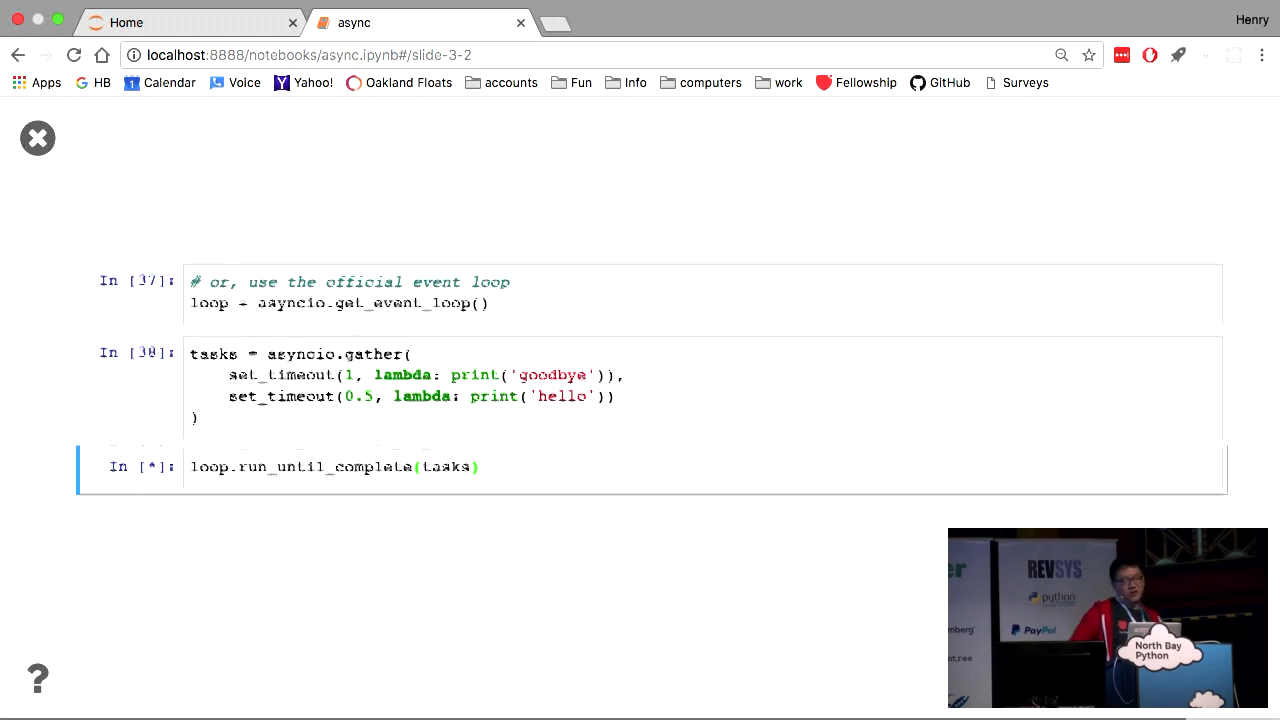 Home
async
Henry
localhost:8888/notebooks/async.ipynb#/slide-3-2
Apps
HB
Calendar
Voice
Yahoo!
Oakland Floats
accounts
Fun
Info
computers
work
Fellowship
GitHub
Surveys
In [37]:
# or, use the official event loop
loop = asyncio.get_event_loop()
In [38]:
tasks = asyncio.gather(
set_timeout(1, lambda: print('goodbye')),
set_timeout(0.5, lambda: print('hello'))
)
In [*]:
loop.run_until_complete(tasks)
REVSYS
python
PayPal
North Bay
Python
?